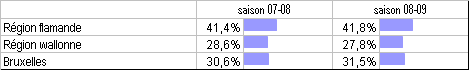 saison 07-08 saison 08-09
Région flamande 41,4% 41,8%
Région wallonne 28,6% 27,8%
Bruxelles 30,6% 31,5%